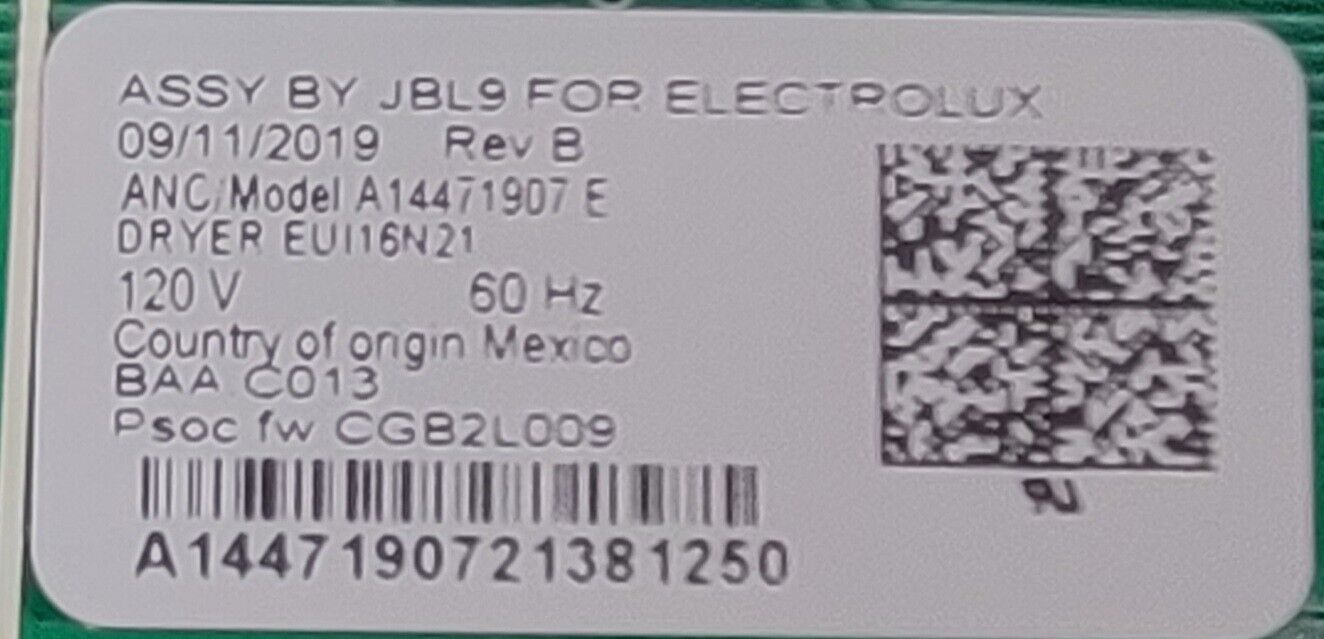 ASSY BY JBL9 FOR ELECTROLUX
09/11/2019 Rev B
ANC/Model A14471907 E
DRYER EUI16N21
120 V 60 Hz
Country of origin Mexico
BAA C013
Psoc fw CGB2L009
A1447190721381250